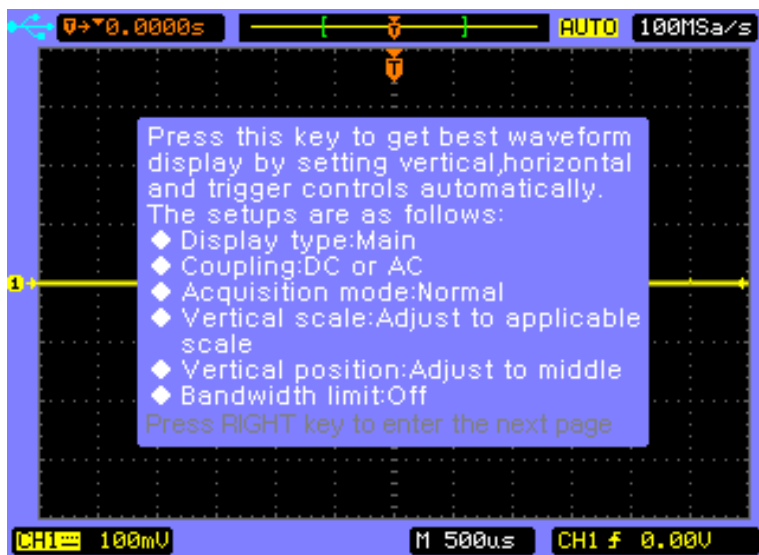 T→▼0.0000s T AUTO 100MSa/s
T
Press this key to get best waveform
display by setting vertical,horizontal
and trigger controls automatically.
The setups are as follows:
◆ Display type:Main
◆ Coupling:DC or AC
1
◆ Acquisition mode:Normal
◆ Vertical scale:Adjust to applicable
scale
◆ Vertical position:Adjust to middle
◆ Bandwidth limit:Off
Press RIGHT key to enter the next page
CH1 100mV M 500us CH1 0.00V